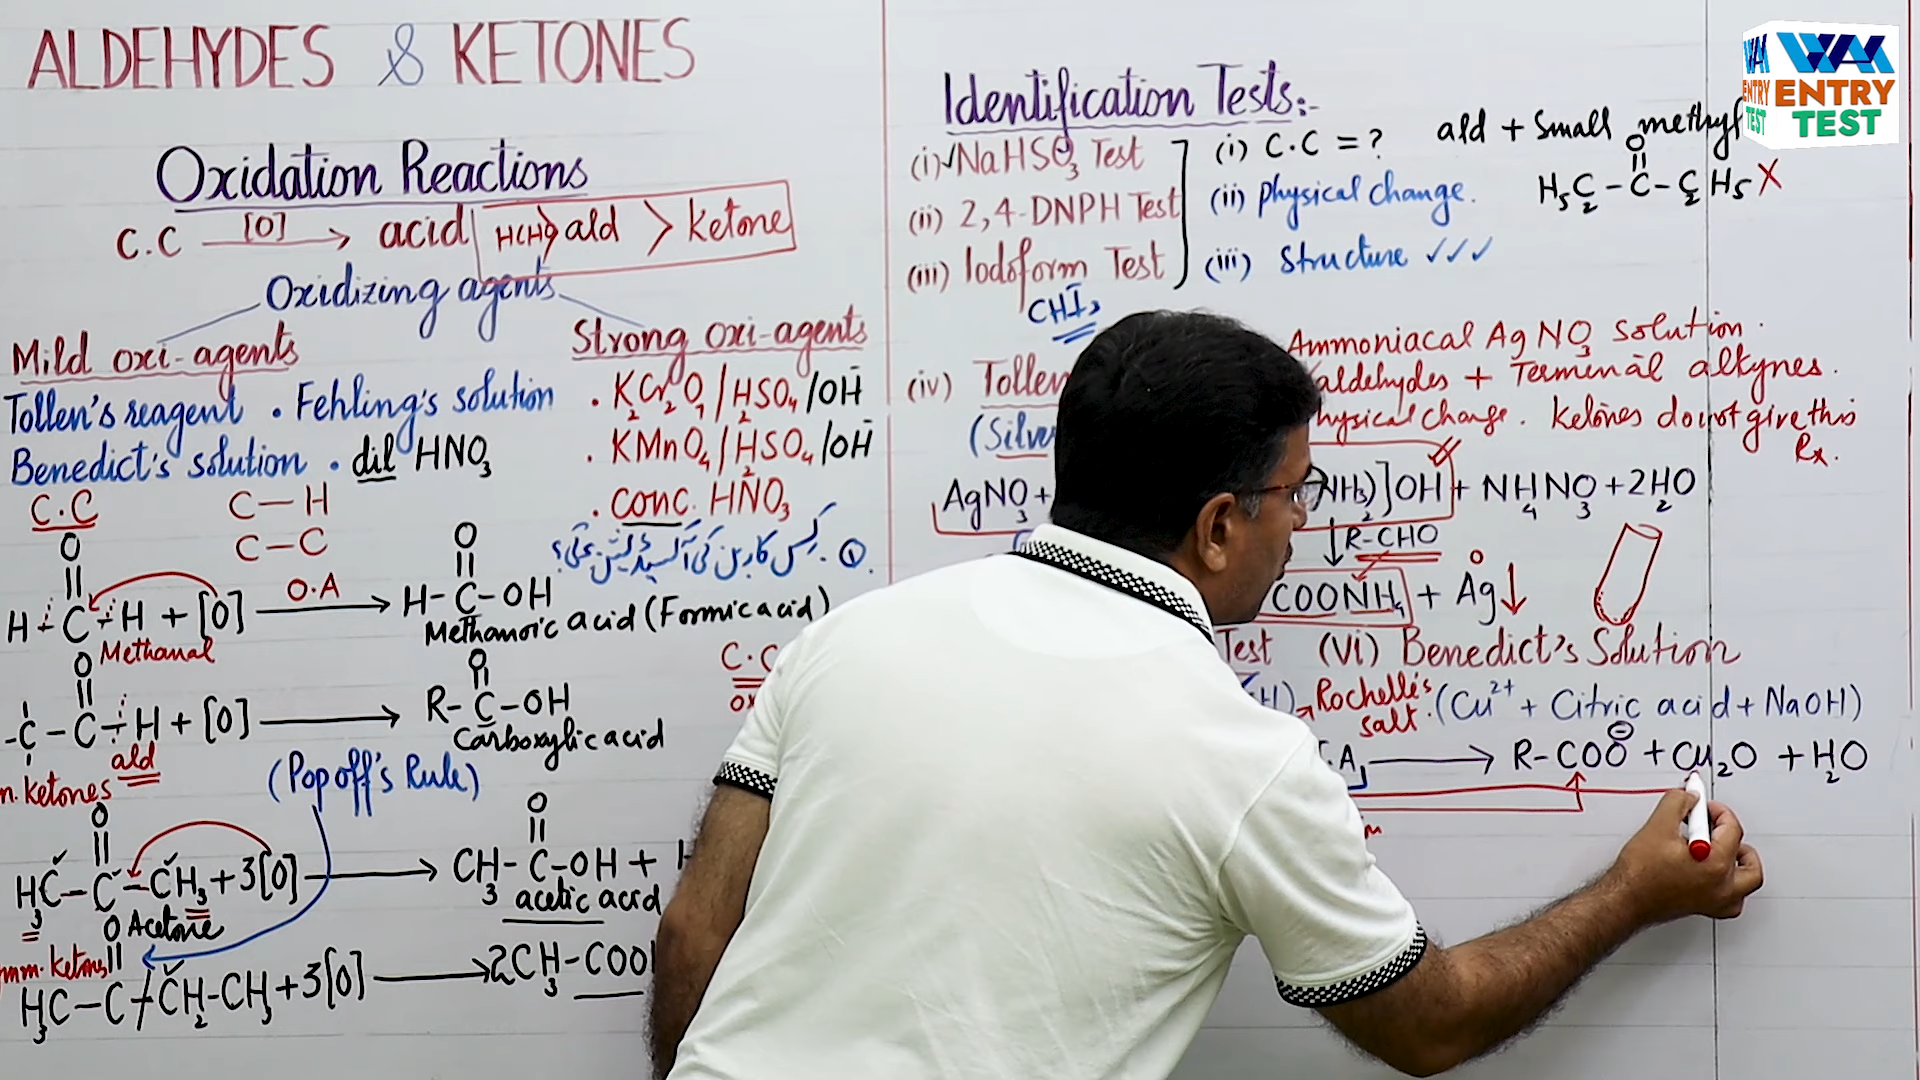 ALDEHYDES & KETONES
Oxidation Reactions
C.C [O] → acid HCHO > ald > ketone
Oxidizing agents
Mild oxi-agents
Tollen's reagent . Fehling's solution
Benedict's solution . dil HNO₃
Strong oxi-agents
. K₂Cr₂O₇/H₂SO₄/OH⁻
. KMnO₄/H₂SO₄/OH⁻
. conc. HNO₃
C.C
C-H
C-C
O
H-C-H + [O] O.A → H-C-OH
O
Methanal
Methanoic acid (Formic acid)
O
-C-C-H + [O] → R-C-OH
O
ald
Carboxylic acid
C.C
(Popoff's Rule)
ketones
O
H₃C-C-CH₃ + 3[O] → CH₃-C-OH +
O
Acetone
acetic acid
O
H₃C-C-CH₂-CH₃ + 3[O] → 2CH₃-COO
Identification Tests:-
(i) ✓NaHSO₃ Test
(ii) 2,4-DNPH Test
(iii) Iodoform Test
CHI₃
(i) C.C = ?
(ii) physical change.
(iii) Structure ✓✓✓
ald + Small methyl
O
H₅C₂-C-C₂H₅ X
(iv) Tollen
(Silver
Ammoniacal AgNO₃ Solution.
aldehydes + Terminal alkynes.
physical change. Ketones do not give this
Rx.
AgNO₃ + NH₃)₂]OH + NH₄NO₃ + 2H₂O
↓ R-CHO
COONH₄ + Ag° ↓
Test (Vi) Benedict's Solution
Rochelle's
salt. (Cu²⁺ + Citric acid + NaOH)
.A → R-COO⁻ + Cu₂O + H₂O
WAK
ENTRY
TEST